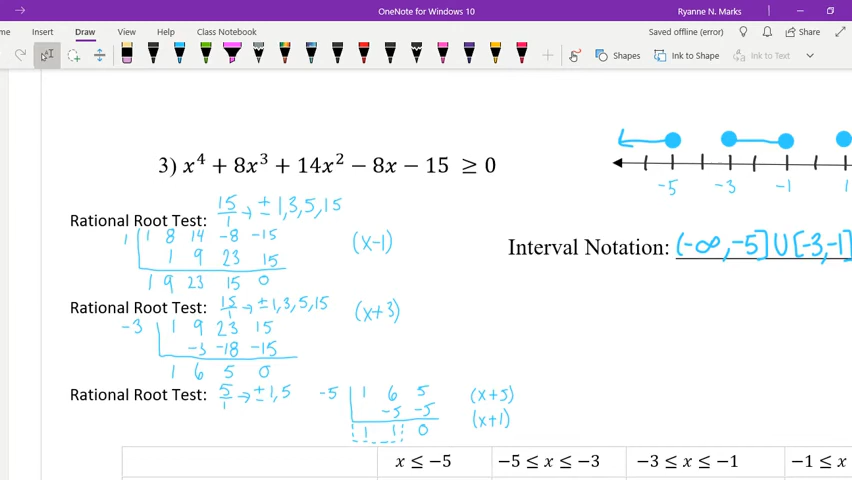 OneNote for Windows 10
Ryanne N. Marks
Insert Draw View Help Class Notebook
Saved offline (error)
Share
Shapes
Ink to Shape
Ink to Text
3) x⁴ + 8x³ + 14x² − 8x − 15 ≥ 0
-5 -3 -1 1
Rational Root Test: 15/1 → ± 1,3,5,15
1 | 1 8 14 -8 -15
1 9 23 15
1 9 23 15 0
(x-1)
Interval Notation: (-∞,-5]U[-3,-1]
Rational Root Test: 15/1 → ±1,3,5,15
(x+3)
-3 | 1 9 23 15
-3 -18 -15
1 6 5 0
Rational Root Test: 5/1 → ±1,5
-5 | 1 6 5
-5 -5
1 1 0
(x+5)
(x+1)
x ≤ −5 −5 ≤ x ≤ −3 −3 ≤ x ≤ −1 −1 ≤ x